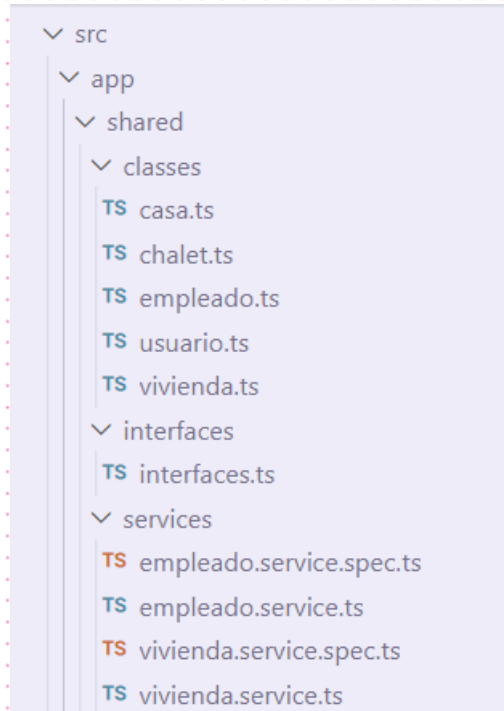 src
app
shared
classes
TS casa.ts
TS chalet.ts
TS empleado.ts
TS usuario.ts
TS vivienda.ts
interfaces
TS interfaces.ts
services
TS empleado.service.spec.ts
TS empleado.service.ts
TS vivienda.service.spec.ts
TS vivienda.service.ts